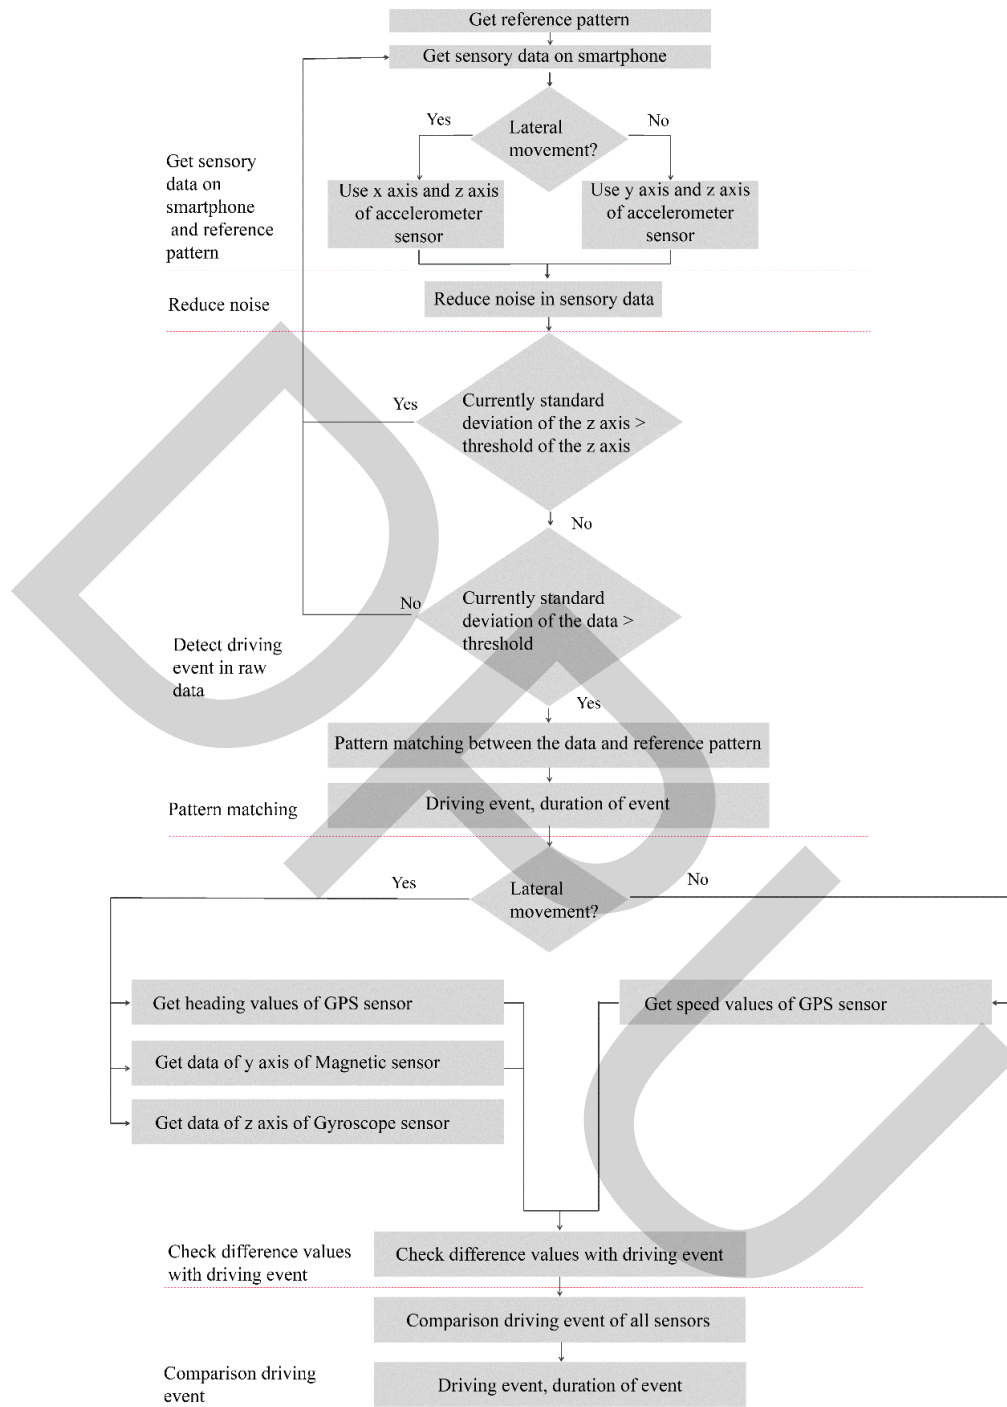 Get reference pattern
Get sensory data on smartphone
Yes
No
Lateral
movement?
Get sensory
data on
smartphone
and reference
pattern
Use x axis and z axis
of accelerometer
sensor
Use y axis and z axis
of accelerometer
sensor
Reduce noise
Reduce noise in sensory data
Yes
Currently standard
deviation of the z axis >
threshold of the z axis
No
No
Currently standard
deviation of the data >
threshold
Detect driving
event in raw
data
Yes
Pattern matching between the data and reference pattern
Pattern matching
Driving event, duration of event
Yes
No
Lateral
movement?
Get heading values of GPS sensor
Get speed values of GPS sensor
Get data of y axis of Magnetic sensor
Get data of z axis of Gyroscope sensor
Check difference values
with driving event
Check difference values with driving event
Comparison driving event of all sensors
Comparison driving
event
Driving event, duration of event
DPU